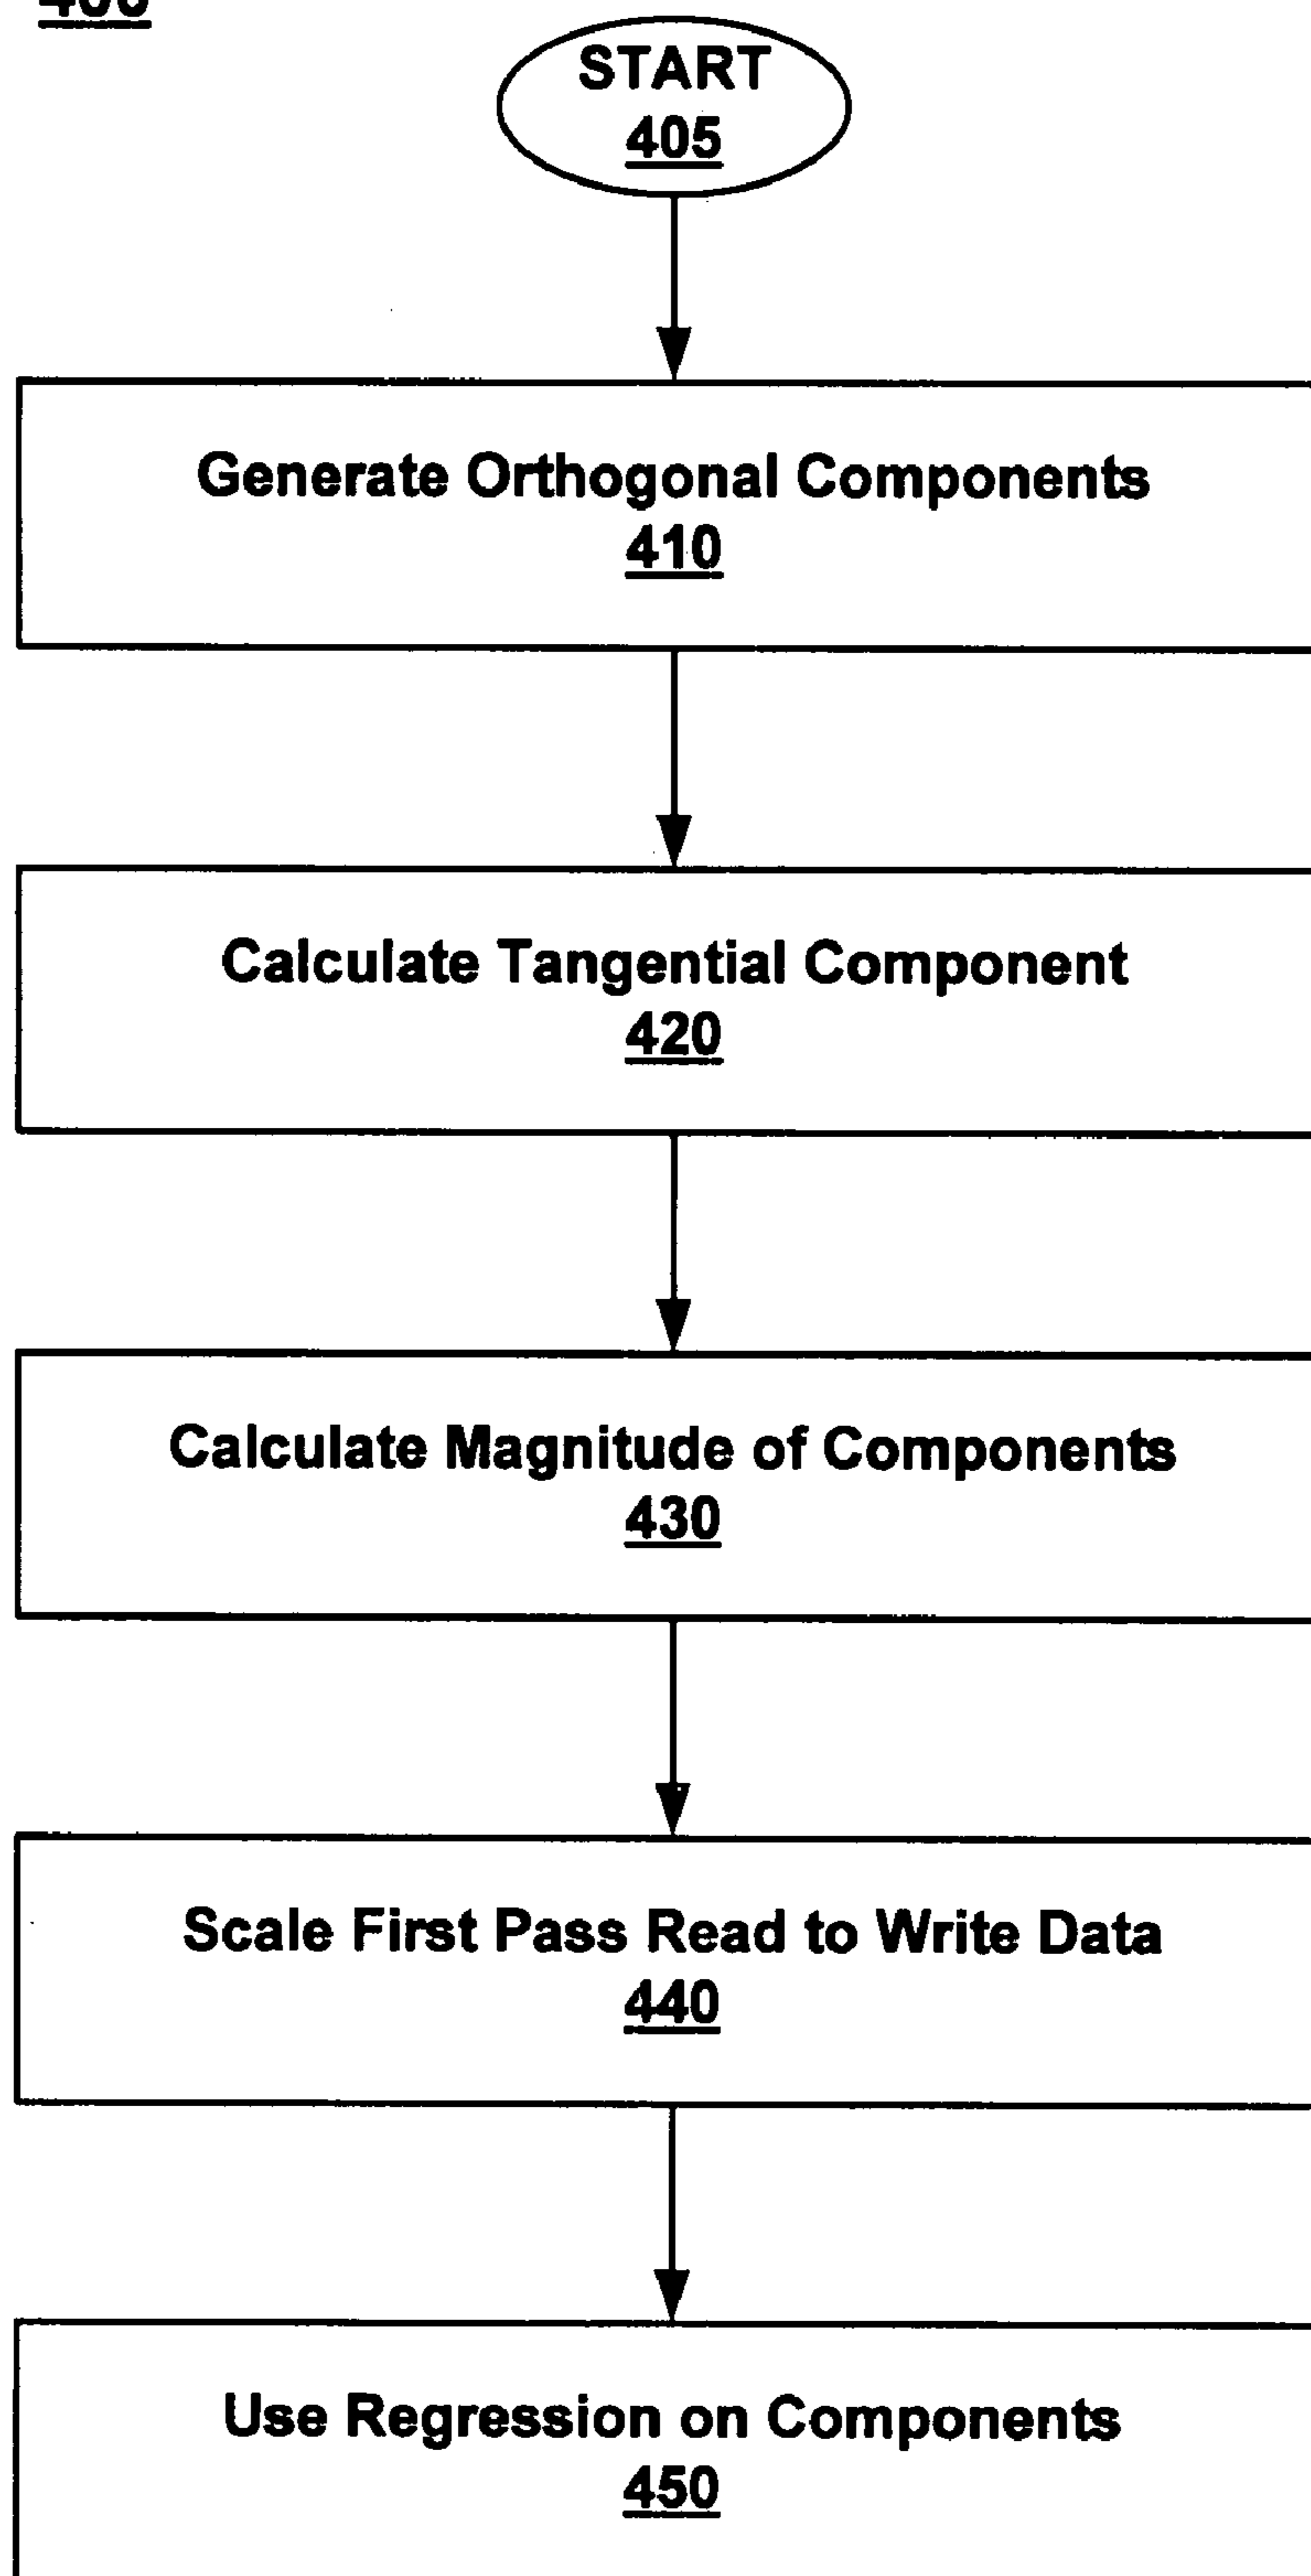 START
405
Generate Orthogonal Components
410
Calculate Tangential Component
420
Calculate Magnitude of Components
430
Scale First Pass Read to Write Data
440
Use Regression on Components
450